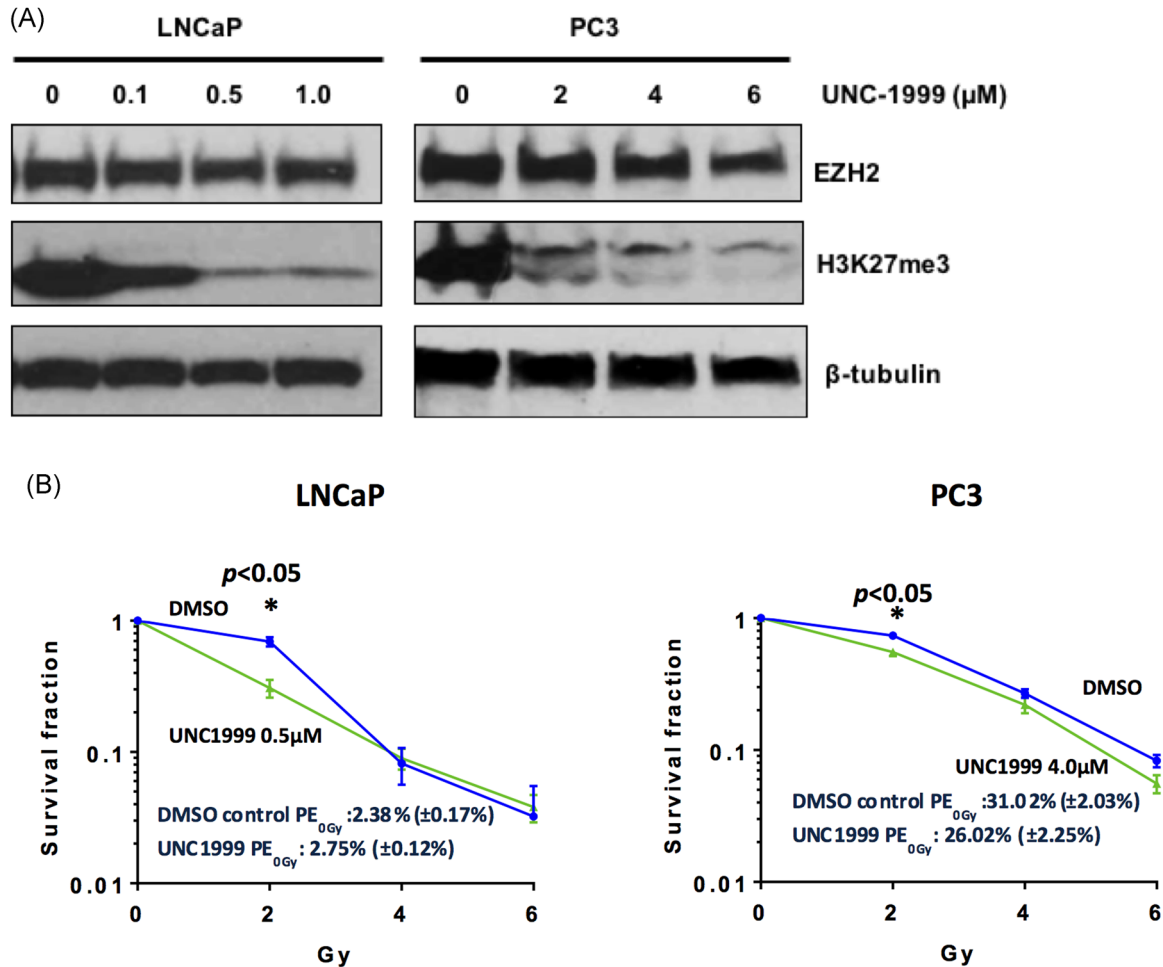 (A)
LNCaP PC3
0 0.1 0.5 1.0 0 2 4 6 UNC-1999 (µM)
EZH2
H3K27me3
β-tubulin
(B)
LNCaP PC3
p<0.05
*
DMSO
UNC1999 0.5µM
DMSO control PE0Gy :2.38% (±0.17%)
UNC1999 PE0Gy: 2.75% (±0.12%)
Survival fraction
1
0.1
0.01
0 2 4 6
Gy
p<0.05
*
DMSO
UNC1999 4.0µM
DMSO control PE0Gy :31.02% (±2.03%)
UNC1999 PE0Gy: 26.02% (±2.25%)
Survival fraction
1
0.1
0.01
0 2 4 6
Gy